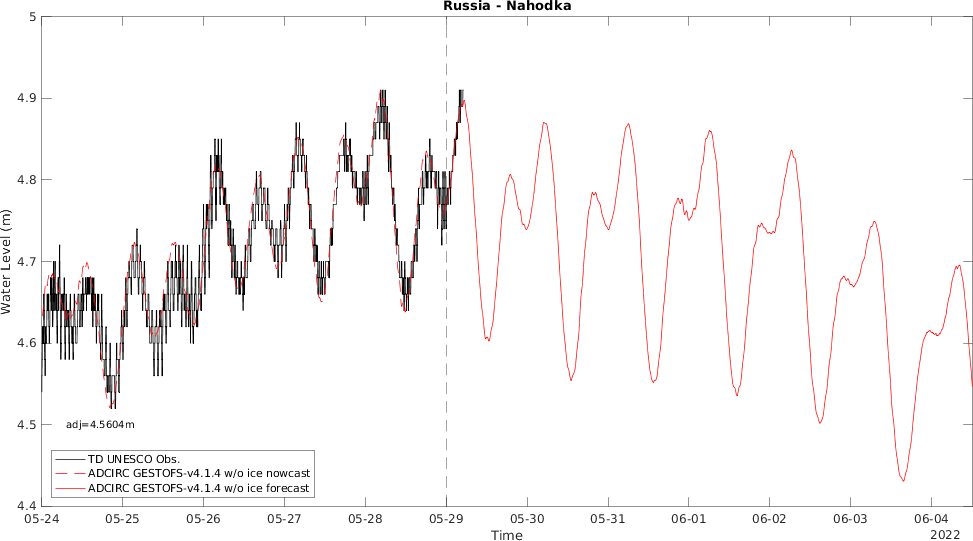 Russia - Nahodka
Water Level (m)
5
4.9
4.8
4.7
4.6
4.5
4.4
adj=4.5604m
TD UNESCO Obs.
ADCIRC GESTOFS-v4.1.4 w/o ice nowcast
ADCIRC GESTOFS-v4.1.4 w/o ice forecast
05-24 05-25 05-26 05-27 05-28 05-29 05-30 05-31 06-01 06-02 06-03 06-04
2022
Time